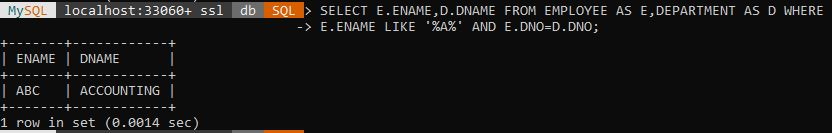 MySQL localhost:33060+ ssl db SQL > SELECT E.ENAME,D.DNAME FROM EMPLOYEE AS E,DEPARTMENT AS D WHERE
-> E.ENAME LIKE '%A%' AND E.DNO=D.DNO;
+-------+------------+
| ENAME | DNAME      |
+-------+------------+
| ABC   | ACCOUNTING |
+-------+------------+
1 row in set (0.0014 sec)